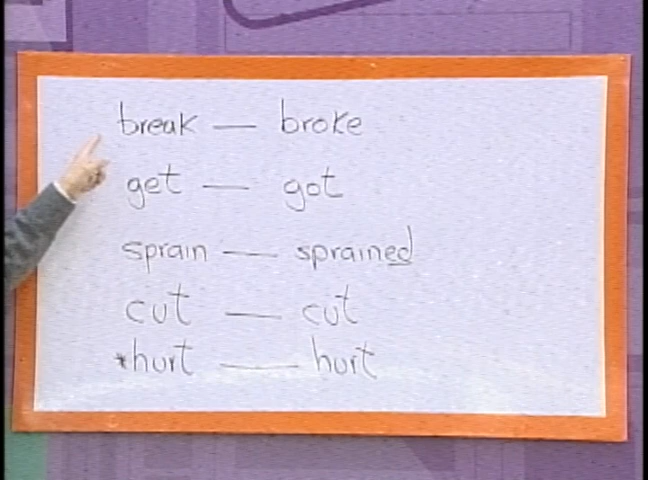 break — broke
get — got
sprain — sprained
cut — cut
*hurt — hurt